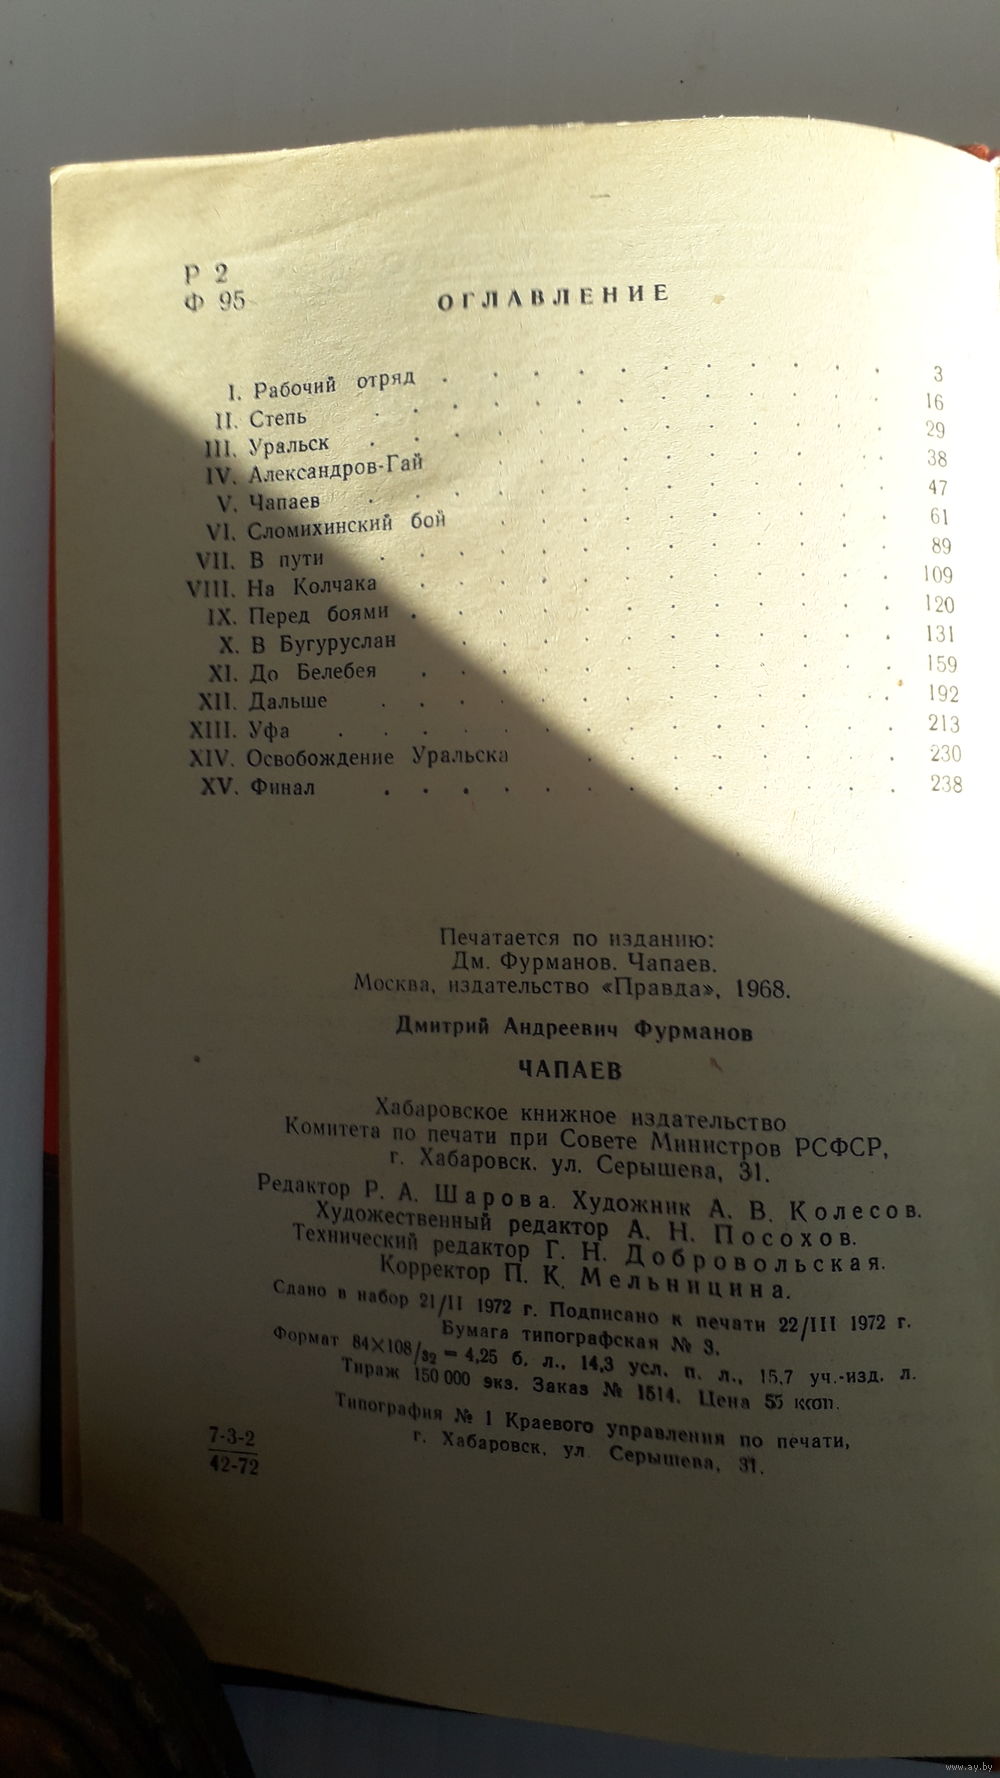 Р 2
Ф 95
ОГЛАВЛЕНИЕ
I. Рабочий отряд . . . . . . . . . . 3
II. Степь . . . . . . . . . . 16
III. Уральск . . . . . . . . . . 29
IV. Александров-Гай . . . . . . . . . . 38
V. Чапаев . . . . . . . . . . 47
VI. Сломихинский бой . . . . . . . . . . 61
VII. В пути . . . . . . . . . . 89
VIII. На Колчака . . . . . . . . . . 109
IX. Перед боями . . . . . . . . . . 120
X. В Бугуруслан . . . . . . . . . . 131
XI. До Белебея . . . . . . . . . . 159
XII. Дальше . . . . . . . . . . 192
XIII. Уфа . . . . . . . . . . 213
XIV. Освобождение Уральска . . . . . . . . 230
XV. Финал . . . . . . . . . . 238
Печатается по изданию:
Дм. Фурманов. Чапаев.
Москва, издательство «Правда», 1968.
Дмитрий Андреевич Фурманов
ЧАПАЕВ
Хабаровское книжное издательство
Комитета по печати при Совете Министров РСФСР,
г. Хабаровск, ул. Серышева, 31.
Редактор Р. А. Шарова. Художник А. В. Колесов.
Художественный редактор А. Н. Посохов.
Технический редактор Г. Н. Добровольская.
Корректор П. К. Мельницина.
Сдано в набор 21/II 1972 г. Подписано к печати 22/III 1972 г.
Бумага типографская № 3.
Формат 84×108/32 = 4,25 б. л., 14,3 усл. п. л., 15,7 уч.-изд. л.
Тираж 150 000 экз. Заказ № 1514. Цена 55 коп.
Типография № 1 Краевого управления по печати,
г. Хабаровск, ул. Серышева, 31.
7-3-2
42-72
www.ay.by